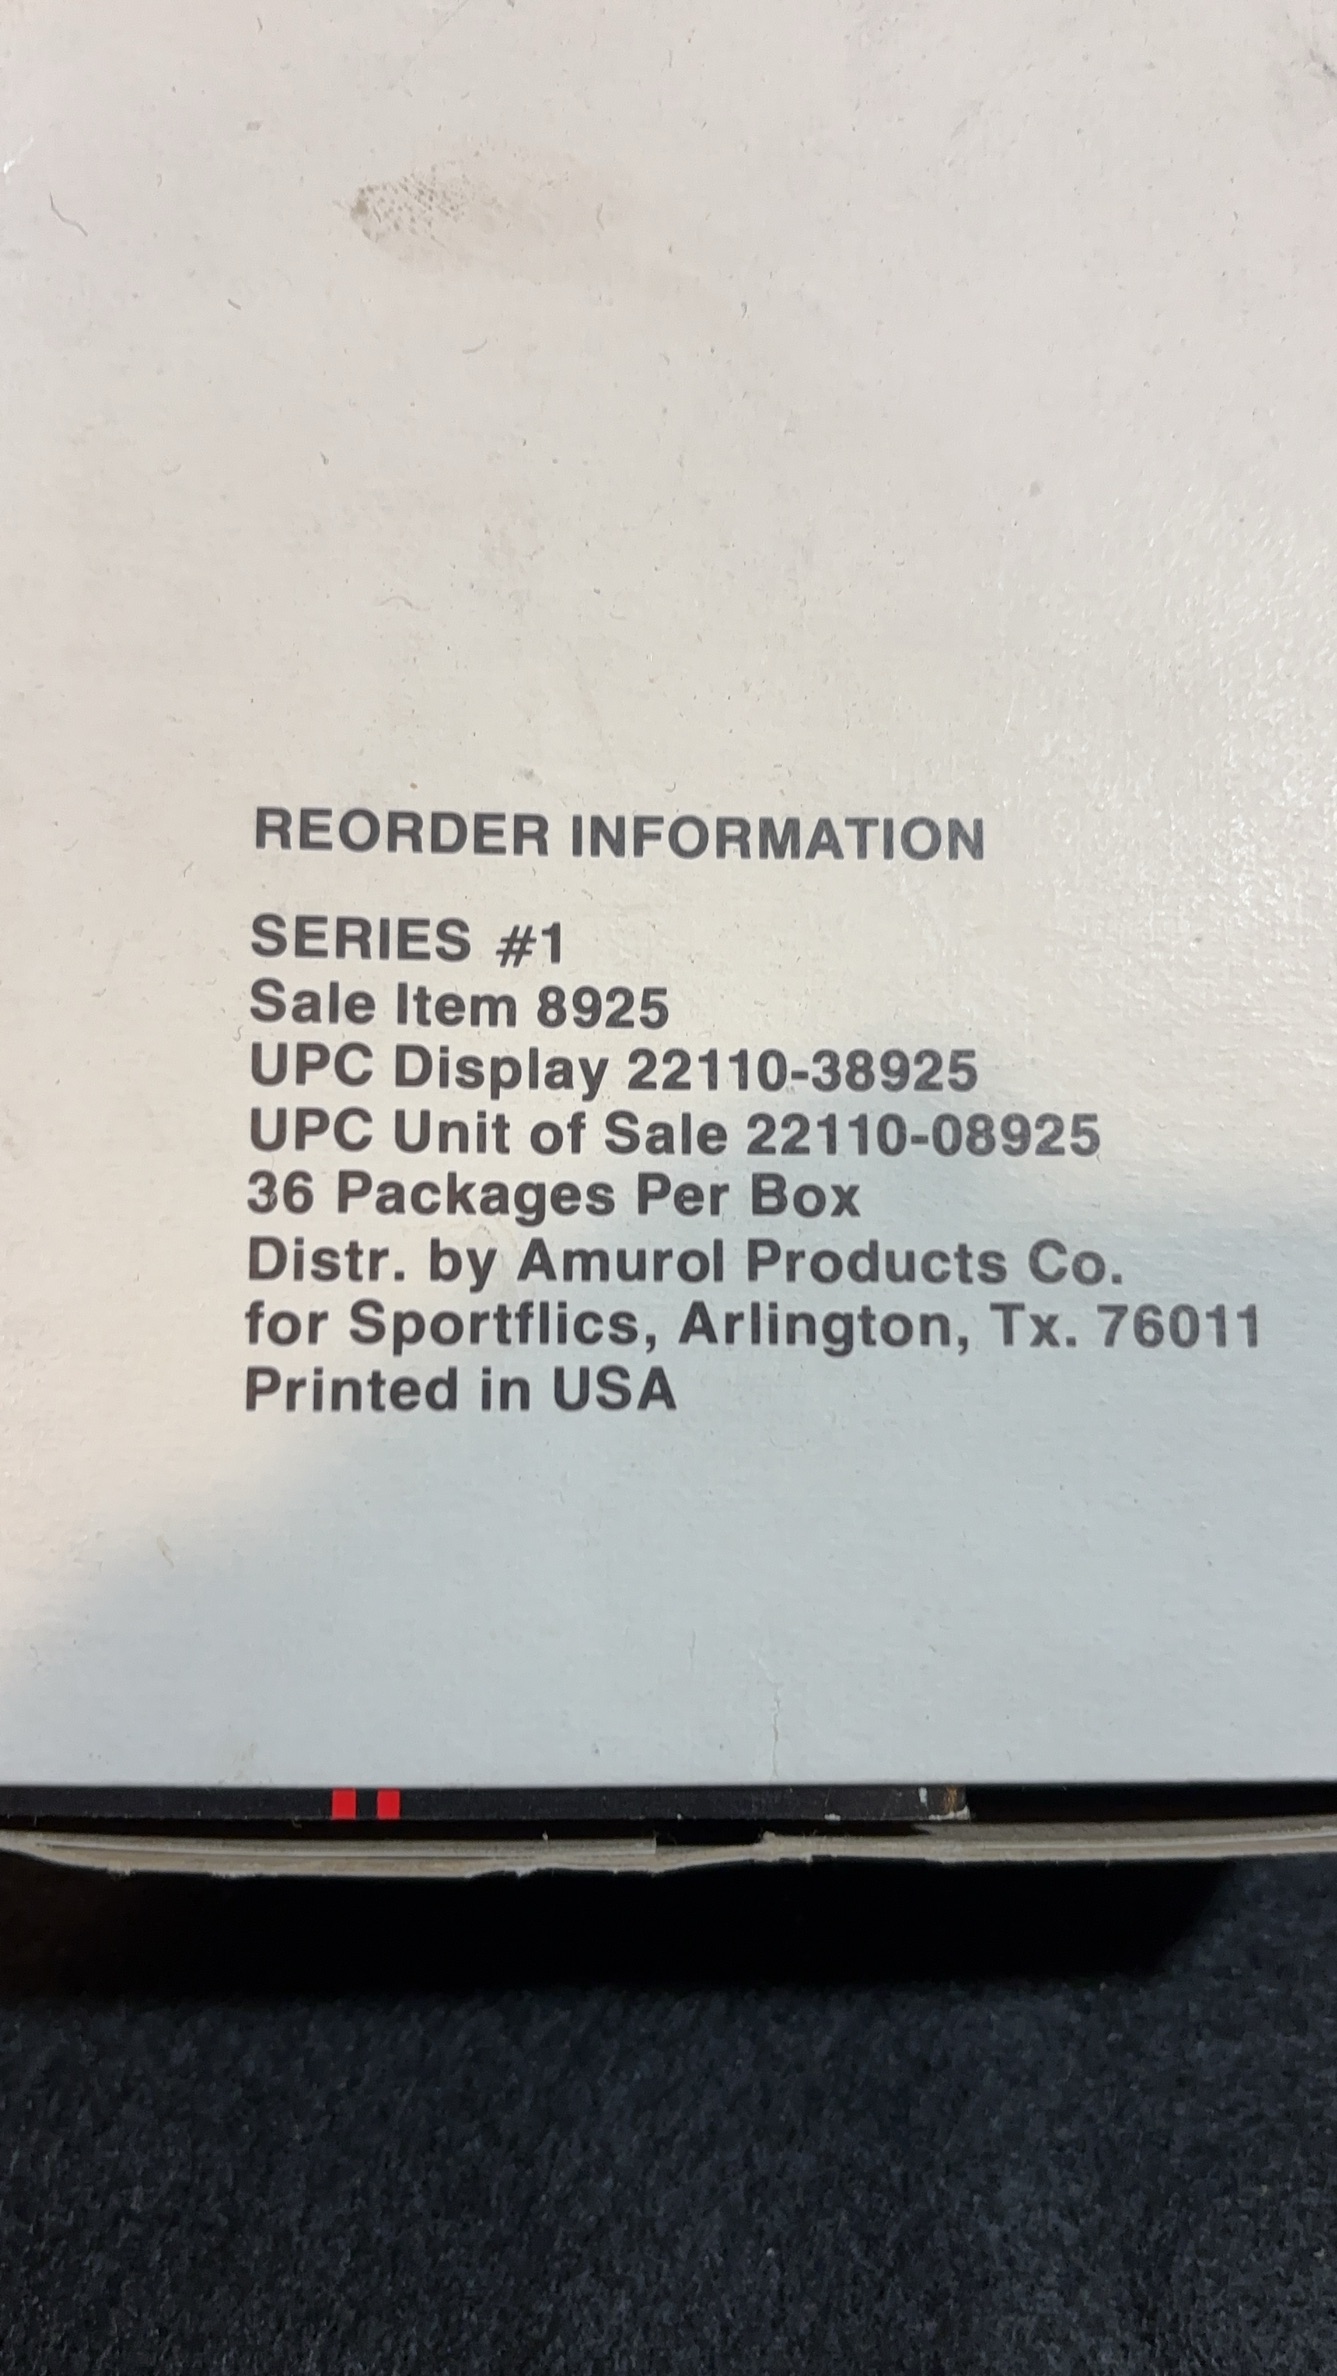 REORDER INFORMATION
SERIES #1
Sale Item 8925
UPC Display 22110-38925
UPC Unit of Sale 22110-08925
36 Packages Per Box
Distr. by Amurol Products Co.
for Sportflics, Arlington, Tx. 76011
Printed in USA